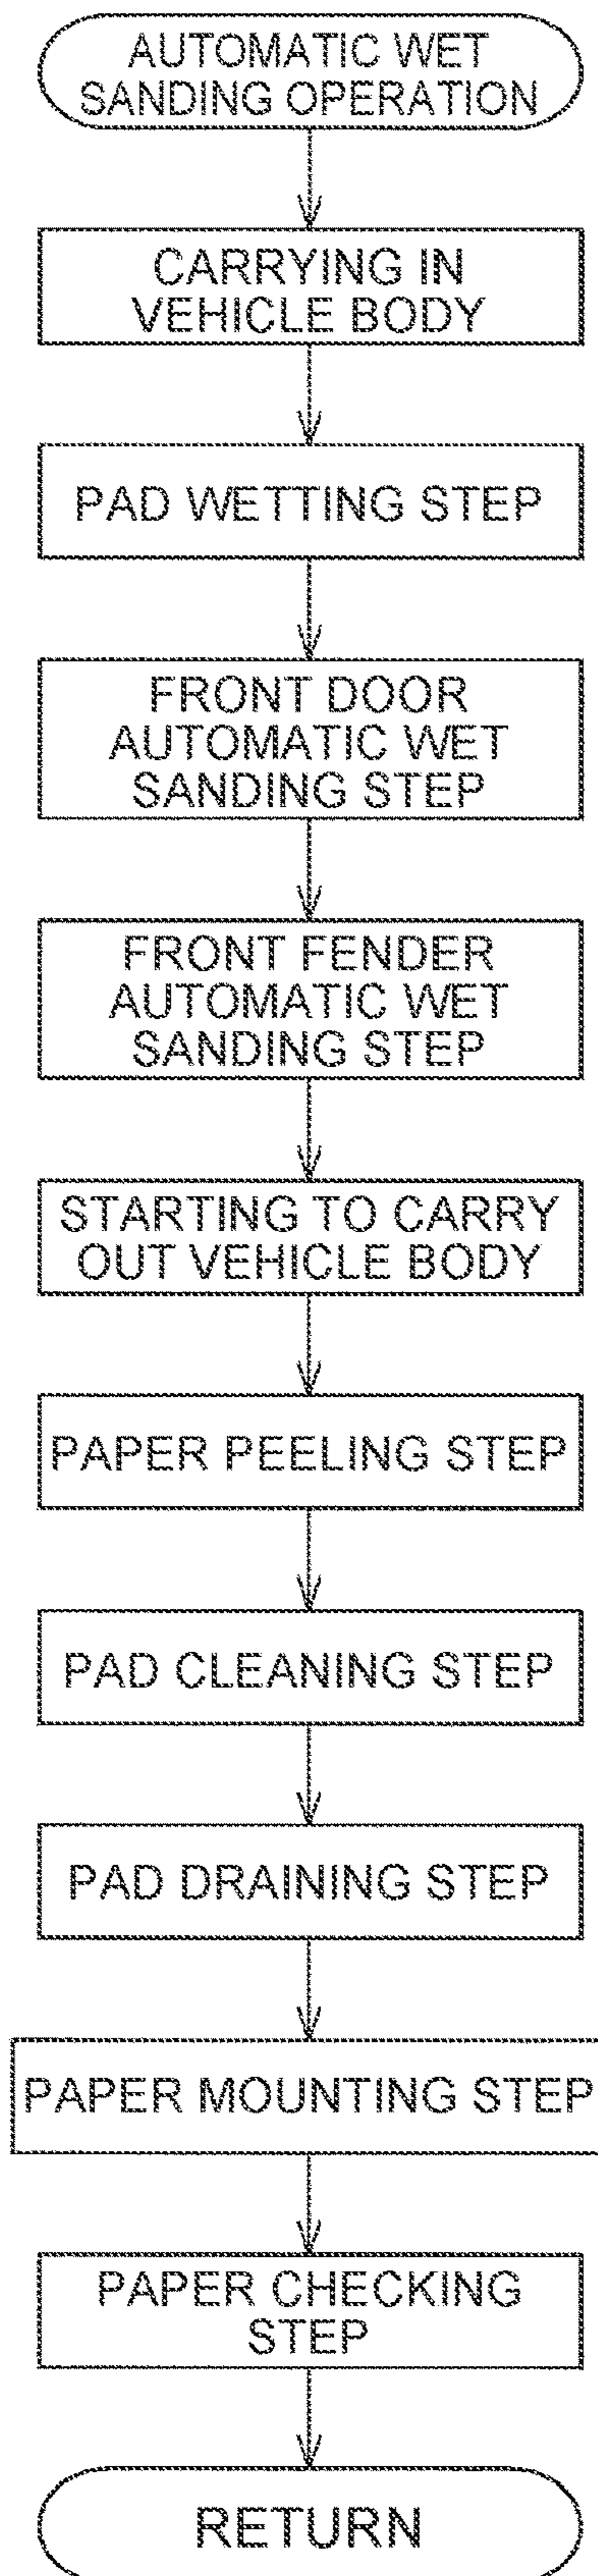 AUTOMATIC WET
SANDING OPERATION
CARRYING IN
VEHICLE BODY
PAD WETTING STEP
FRONT DOOR
AUTOMATIC WET
SANDING STEP
FRONT FENDER
AUTOMATIC WET
SANDING STEP
STARTING TO CARRY
OUT VEHICLE BODY
PAPER PEELING STEP
PAD CLEANING STEP
PAD DRAINING STEP
PAPER MOUNTING STEP
PAPER CHECKING
STEP
RETURN